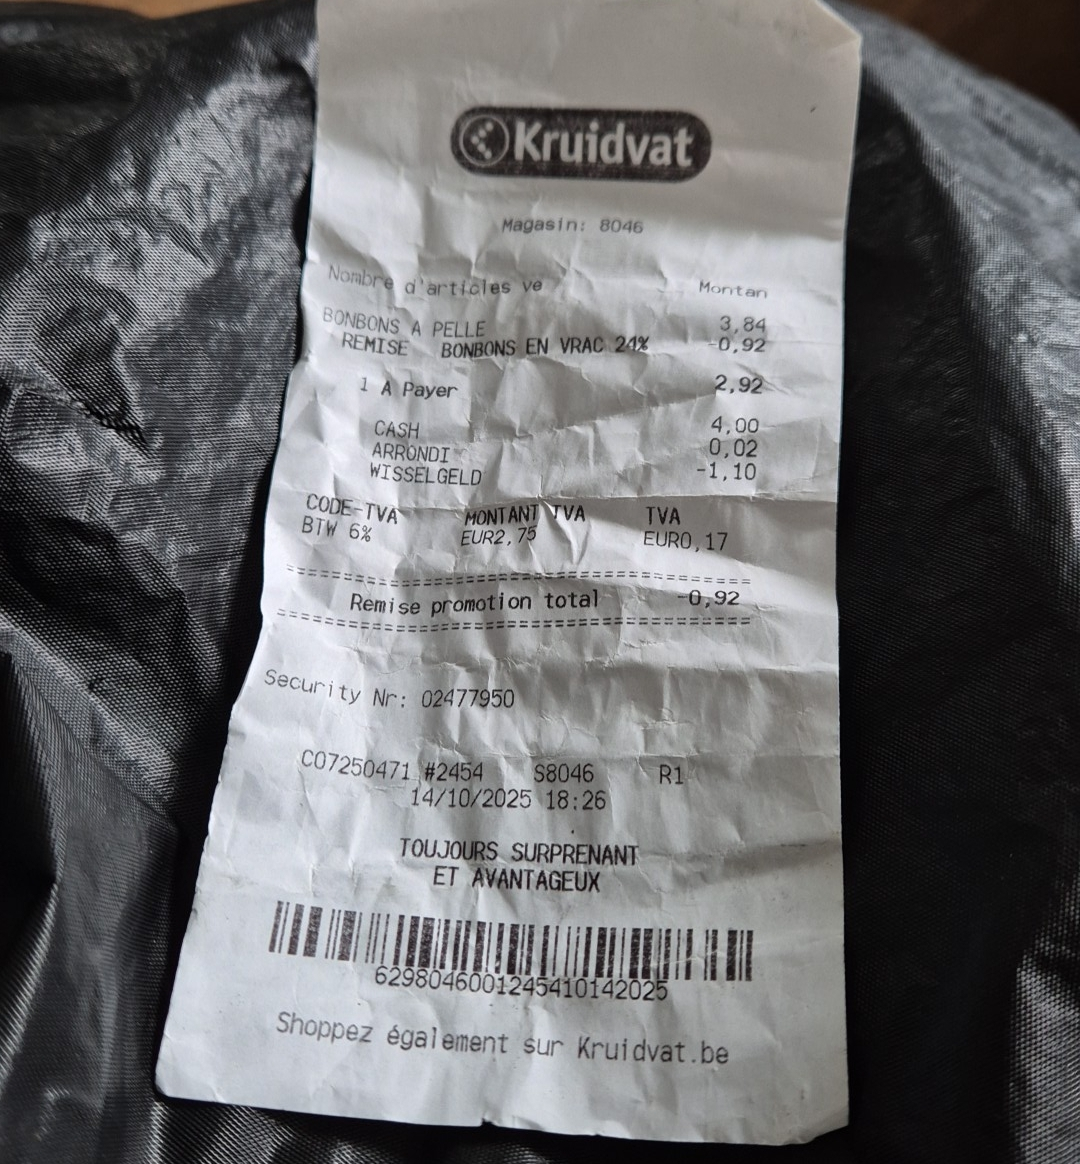 Kruidvat
Magasin: 8046
Nombre d'articles ve Montan
BONBONS A PELLE 3,84
REMISE BONBONS EN VRAC 24% -0,92
1 A Payer 2,92
CASH 4,00
ARRONDI 0,02
WISSELGELD -1,10
CODE-TVA MONTANT TVA TVA
BTW 6% EUR2,75 EUR0,17
==========================================
Remise promotion total -0,92
==========================================
Security Nr: 02477950
C07250471 #2454 S8046 R1
14/10/2025 18:26
TOUJOURS SURPRENANT
ET AVANTAGEUX
6298046001245410142025
Shoppez également sur Kruidvat.be